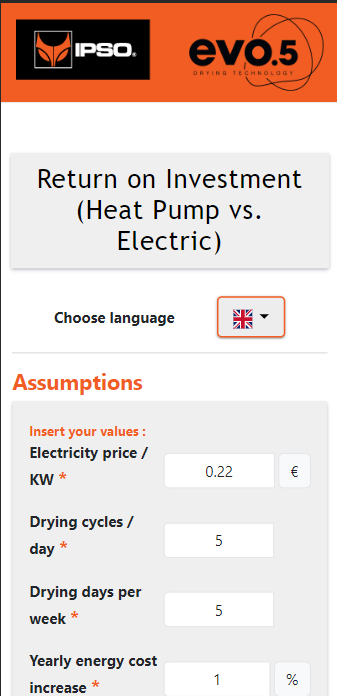 IPSO.
evo.5
DRYING TECHNOLOGY
Return on Investment
(Heat Pump vs.
Electric)
Choose language
Assumptions
Insert your values :
Electricity price /
KW *
0.22
€
Drying cycles /
day *
5
Drying days per
week *
5
Yearly energy cost
increase *
1
%